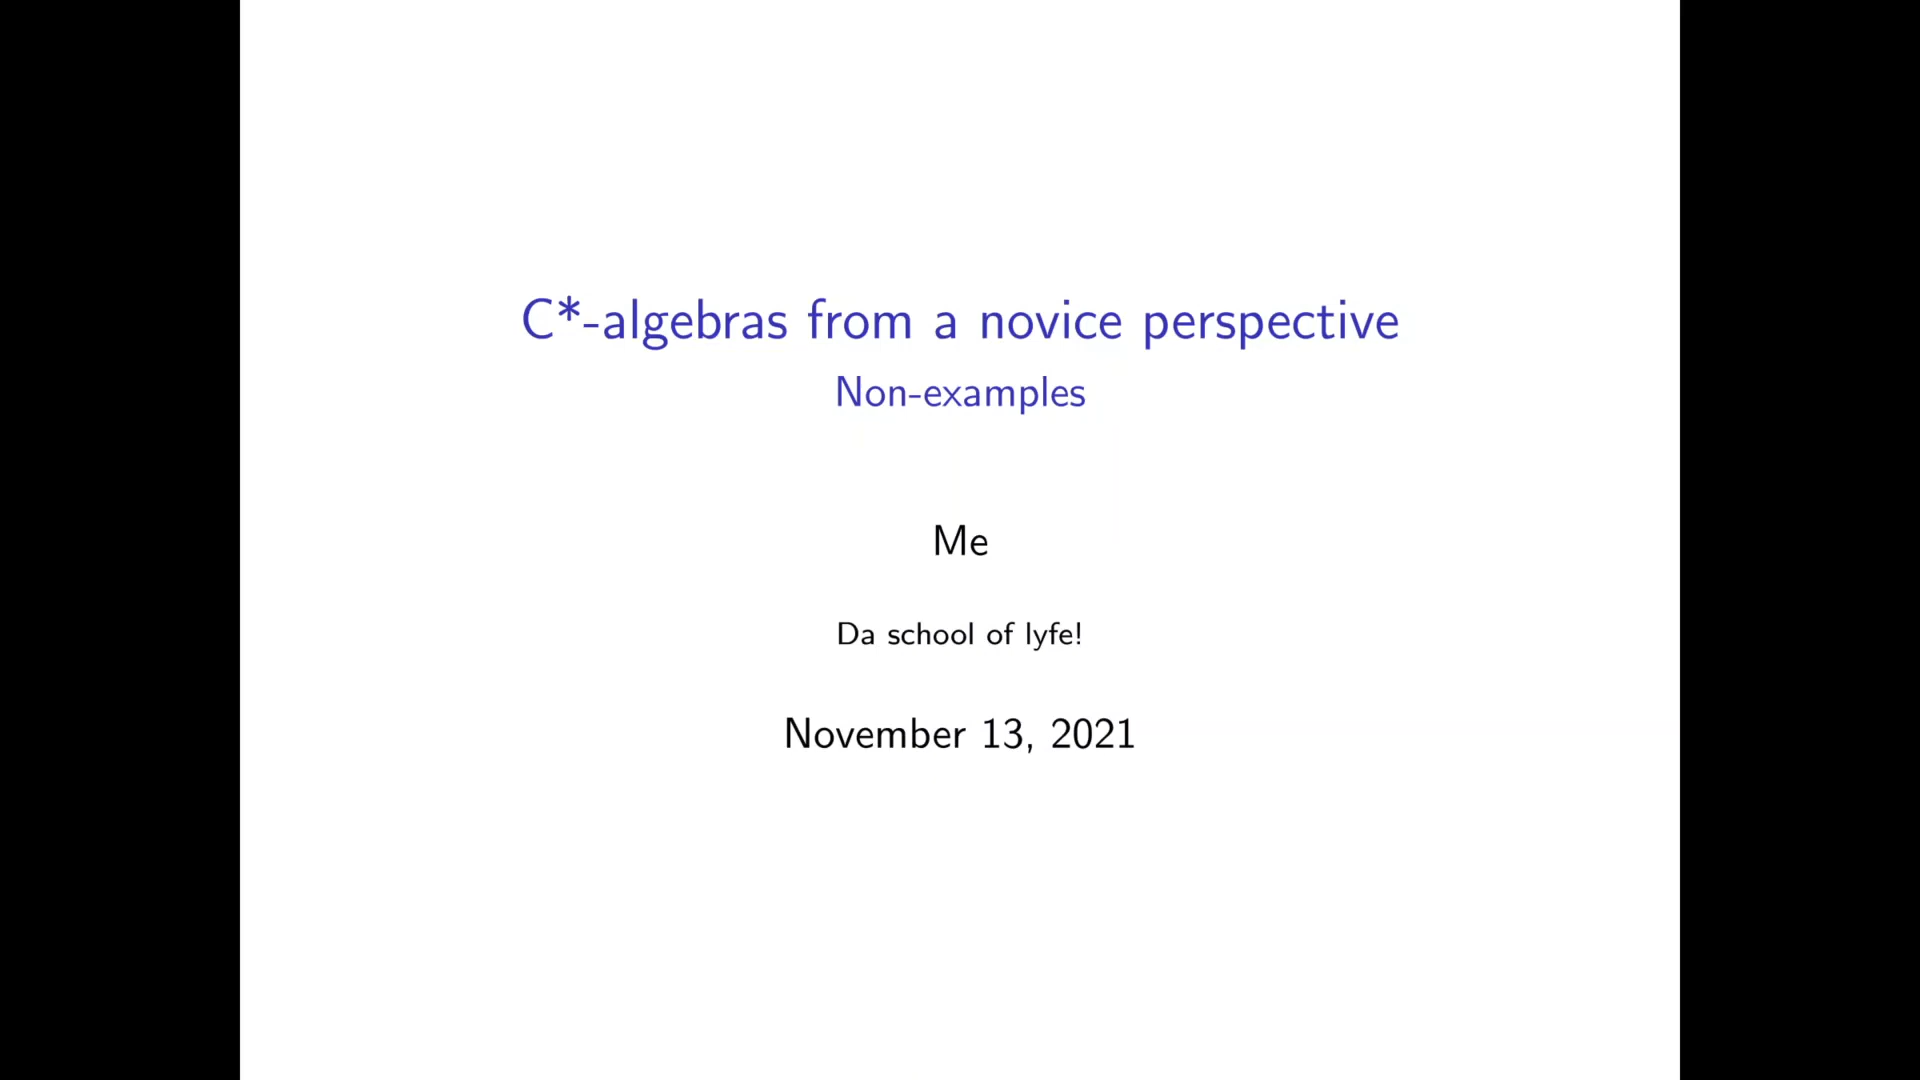 C*-algebras from a novice perspective
Non-examples
Me
Da school of lyfe!
November 13, 2021